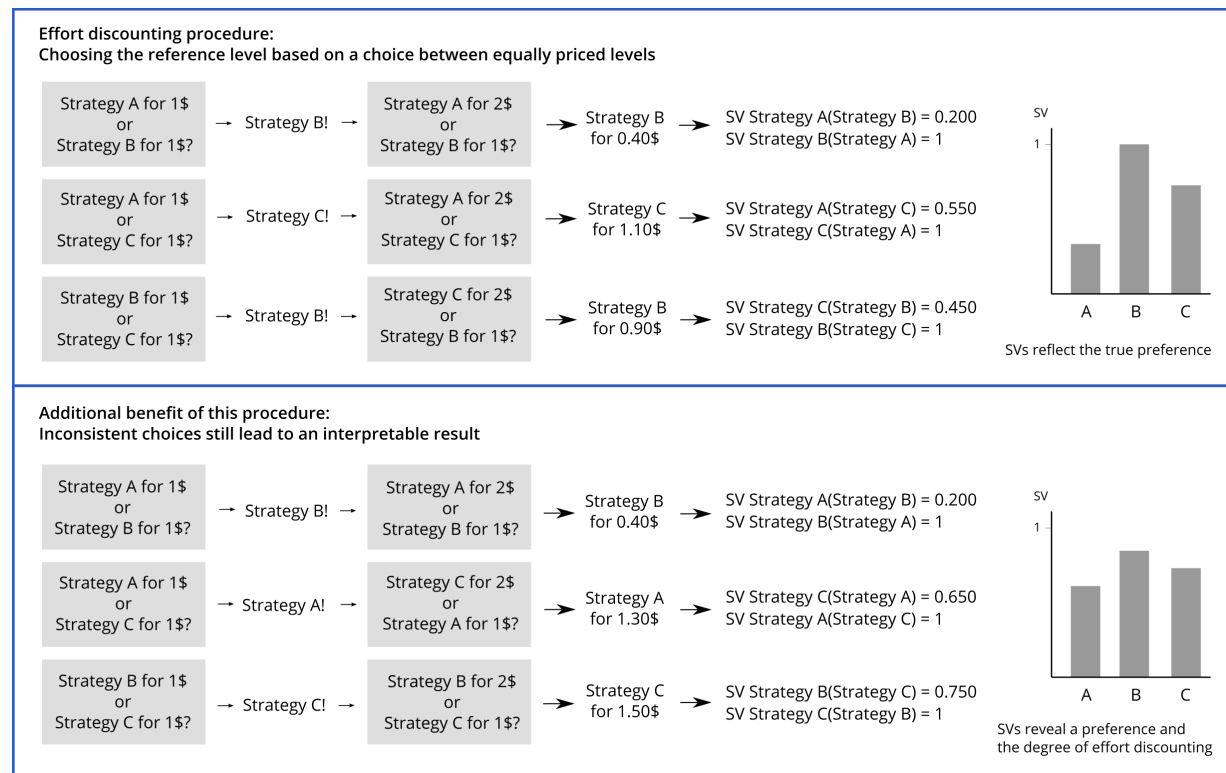 Effort discounting procedure:
Choosing the reference level based on a choice between equally priced levels
Strategy A for 1$
or
Strategy B for 1$?
Strategy B!
Strategy A for 2$
or
Strategy B for 1$?
Strategy B
for 0.40$
SV Strategy A(Strategy B) = 0.200
SV Strategy B(Strategy A) = 1
Strategy A for 1$
or
Strategy C for 1$?
Strategy C!
Strategy A for 2$
or
Strategy C for 1$?
Strategy C
for 1.10$
SV Strategy A(Strategy C) = 0.550
SV Strategy C(Strategy A) = 1
Strategy B for 1$
or
Strategy C for 1$?
Strategy B!
Strategy C for 2$
or
Strategy B for 1$?
Strategy B
for 0.90$
SV Strategy C(Strategy B) = 0.450
SV Strategy B(Strategy C) = 1
SV
1
A B C
SVs reflect the true preference
Additional benefit of this procedure:
Inconsistent choices still lead to an interpretable result
Strategy A for 1$
or
Strategy B for 1$?
Strategy B!
Strategy A for 2$
or
Strategy B for 1$?
Strategy B
for 0.40$
SV Strategy A(Strategy B) = 0.200
SV Strategy B(Strategy A) = 1
Strategy A for 1$
or
Strategy C for 1$?
Strategy A!
Strategy C for 2$
or
Strategy A for 1$?
Strategy A
for 1.30$
SV Strategy C(Strategy A) = 0.650
SV Strategy A(Strategy C) = 1
Strategy B for 1$
or
Strategy C for 1$?
Strategy C!
Strategy B for 2$
or
Strategy C for 1$?
Strategy C
for 1.50$
SV Strategy B(Strategy C) = 0.750
SV Strategy C(Strategy B) = 1
SV
1
A B C
SVs reveal a preference and
the degree of effort discounting